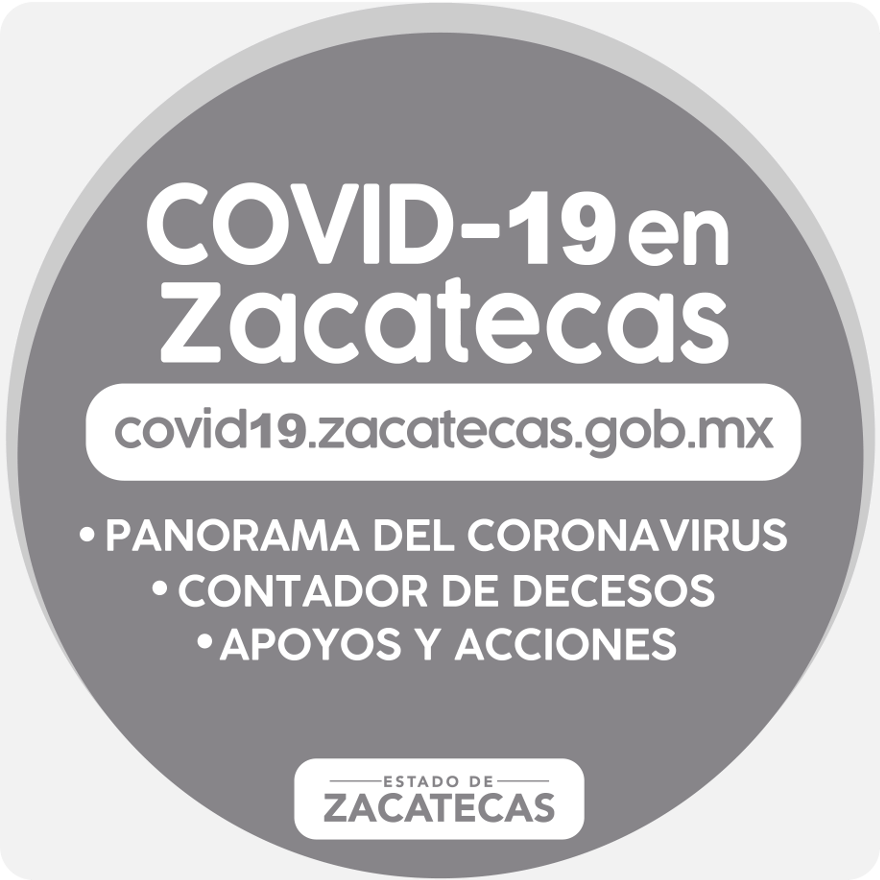 COVID-19 en
Zacatecas
covid19.zacatecas.gob.mx
• PANORAMA DEL CORONAVIRUS
• CONTADOR DE DECESOS
• APOYOS Y ACCIONES
ESTADO DE
ZACATECAS